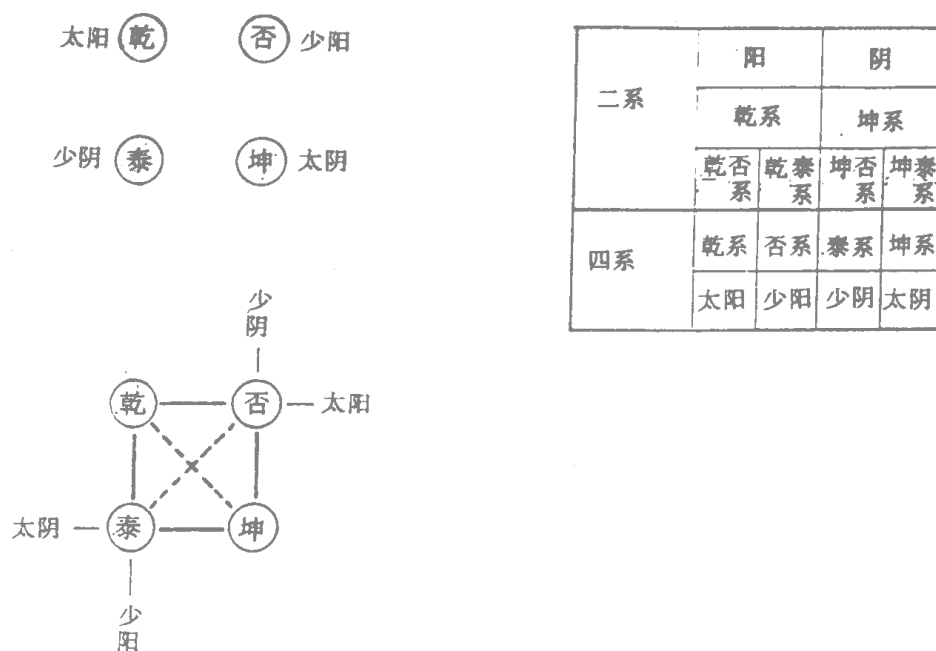 太阳 乾 否 少阳
少阴 泰 坤 太阴
少阴
乾 否 太阳
太阴 泰 坤
少阳
二系 阳 阴
乾系 坤系
乾否系 乾泰系 坤否系 坤泰系
四系 乾系 否系 泰系 坤系
太阳 少阳 少阴 太阴